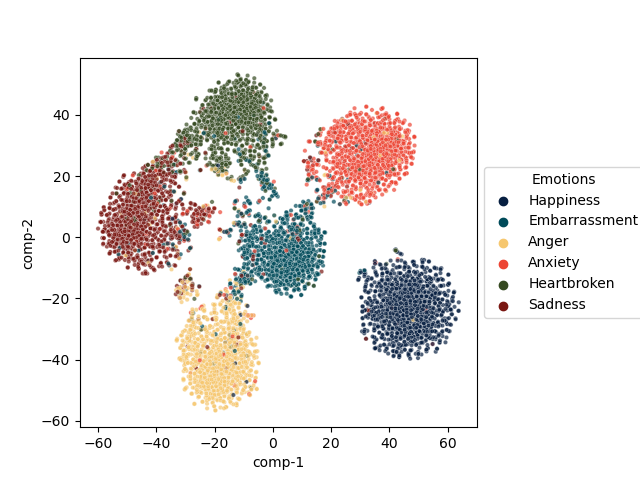 comp-2
40
20
0
−20
−40
−60
−60
−40
−20
0
20
40
60
comp-1
Emotions
Happiness
Embarrassment
Anger
Anxiety
Heartbroken
Sadness